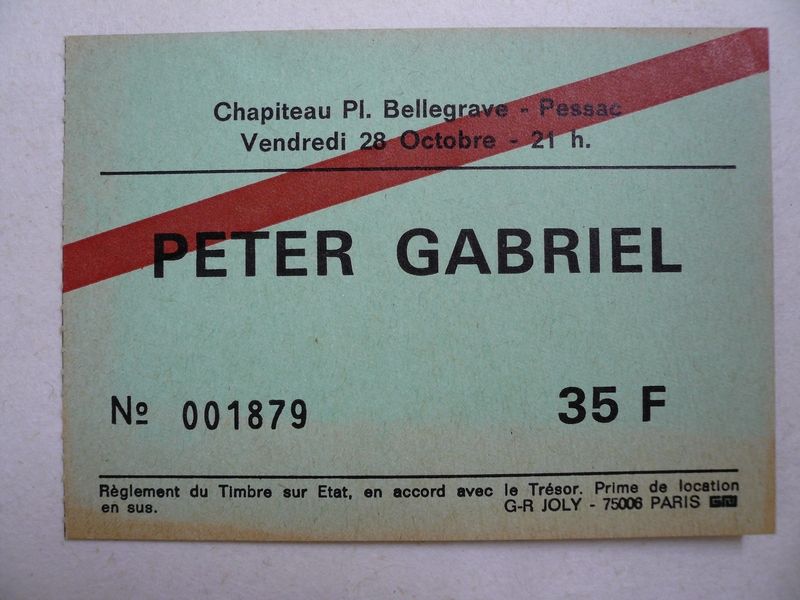 Chapiteau Pl. Bellegrave - Pessac
Vendredi 28 Octobre - 21 h.
PETER GABRIEL
Nº 001879
35 F
Règlement du Timbre sur Etat, en accord avec le Trésor. Prime de location
en sus.
G-R JOLY - 75006 PARIS